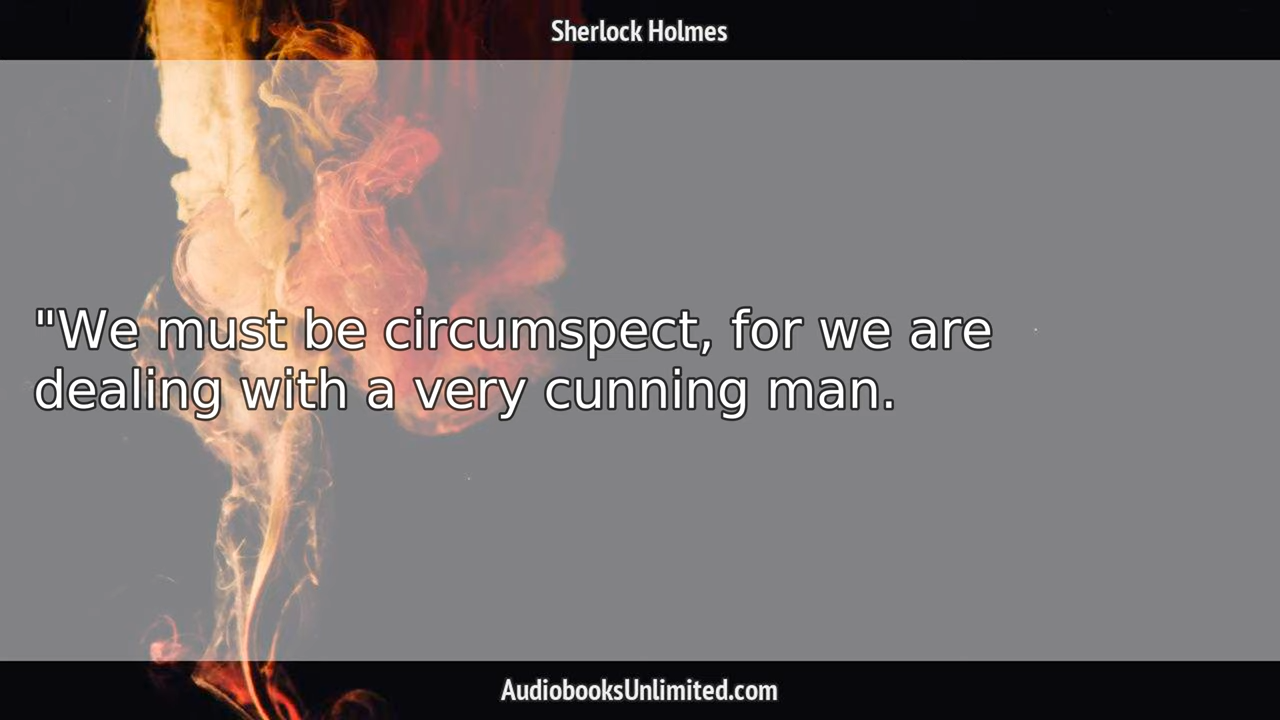 Sherlock Holmes
"We must be circumspect, for we are
dealing with a very cunning man.
AudiobooksUnlimited.com